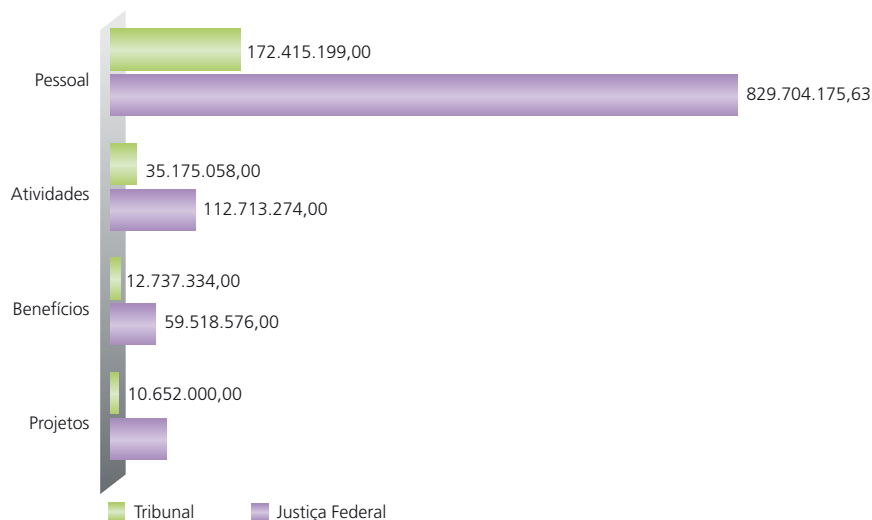 172.415.199,00
Pessoal
829.704.175,63
35.175.058,00
Atividades
112.713.274,00
12.737.334,00
Benefícios
59.518.576,00
10.652.000,00
Projetos
Tribunal
Justiça Federal